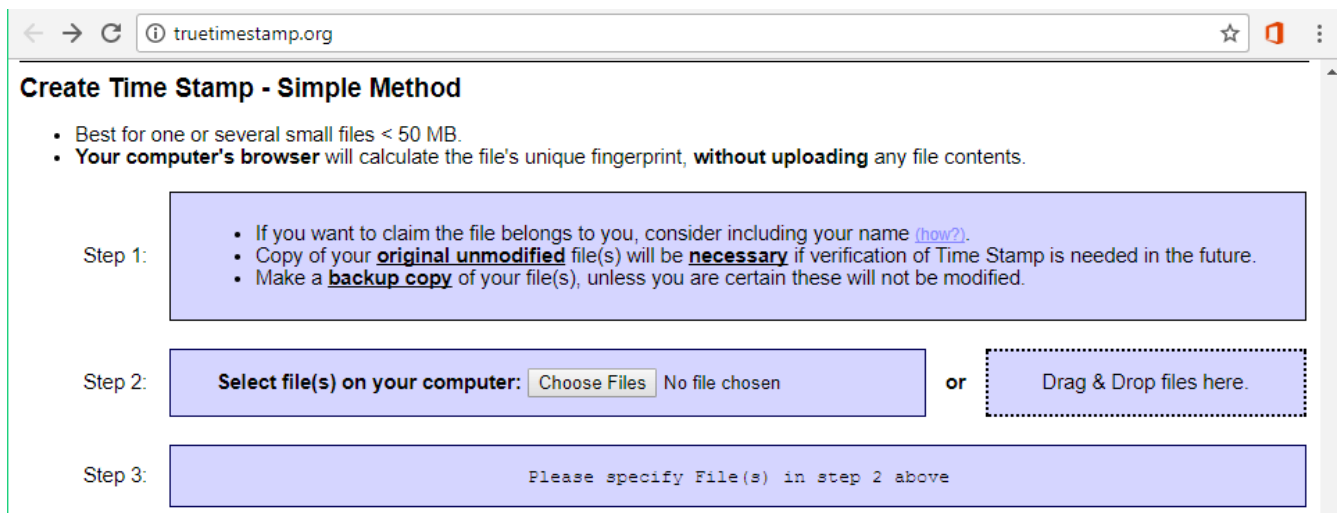 truetimestamp.org
Create Time Stamp - Simple Method
• Best for one or several small files < 50 MB.
• Your computer's browser will calculate the file's unique fingerprint, without uploading any file contents.
Step 1:
• If you want to claim the file belongs to you, consider including your name (how?).
• Copy of your original unmodified file(s) will be necessary if verification of Time Stamp is needed in the future.
• Make a backup copy of your file(s), unless you are certain these will not be modified.
Step 2: Select file(s) on your computer: Choose Files No file chosen or Drag & Drop files here.
Step 3: Please specify File(s) in step 2 above